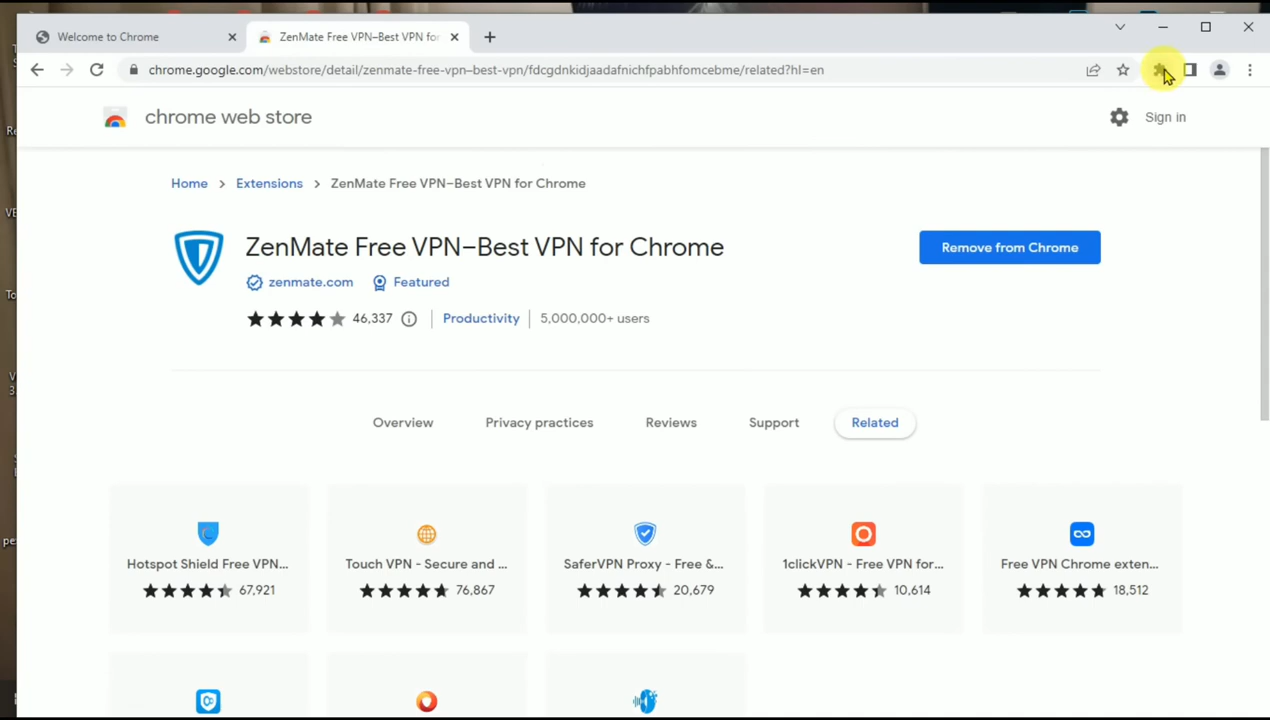 Welcome to Chrome
ZenMate Free VPN–Best VPN for
chrome.google.com/webstore/detail/zenmate-free-vpn–best-vpn/fdcgdnkidjaadafnichfpabhfomcebme/related?hl=en
chrome web store
Sign in
Home > Extensions > ZenMate Free VPN–Best VPN for Chrome
ZenMate Free VPN–Best VPN for Chrome
Remove from Chrome
zenmate.com Featured
46,337 Productivity 5,000,000+ users
Overview Privacy practices Reviews Support Related
Hotspot Shield Free VPN... Touch VPN - Secure and ... SaferVPN Proxy - Free &... 1clickVPN - Free VPN for... Free VPN Chrome exten...
67,921 76,867 20,679 10,614 18,512